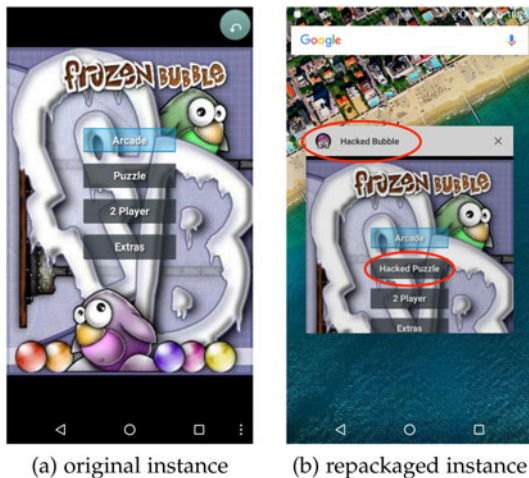 FROZEN BUBBLE
Arcade
Puzzle
2 Player
Extras
(a) original instance
Google
Hacked Bubble
FROZEN BUBBLE
Arcade
Hacked Puzzle
2 Player
Extras
(b) repackaged instance